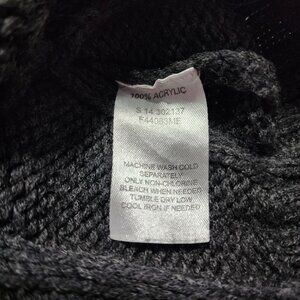 100% ACRYLIC
S 14 302137
F44083MF
MACHINE WASH COLD
SEPARATELY
ONLY NON-CHLORINE
BLEACH WHEN NEEDED
TUMBLE DRY LOW
COOL IRON IF NEEDED